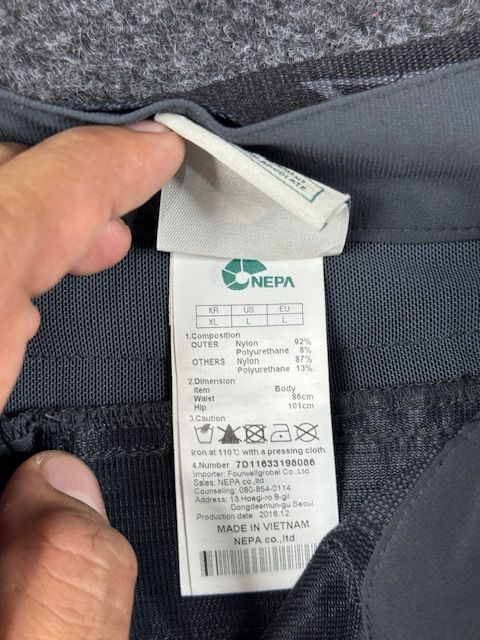 NEPA
KR US EU
XL L L
1.Composition
OUTER Nylon 92%
Polyurethane 8%
OTHERS Nylon 87%
Polyurethane 13%
2.Dimension
Item Body
Waist 86cm
Hip 101cm
3.Caution
Iron at 110℃ with a pressing cloth.
4.Number 7D11633198086
Importer: Fourwellgrobel Co.,Ltd
Sales: NEPA co,.ltd
Counseling: 080-854-0114
Address: 13 Hoegi-ro 8-gil
Dongdaemun-gu Seoul
Production date: 2016.12
MADE IN VIETNAM
NEPA co.,ltd